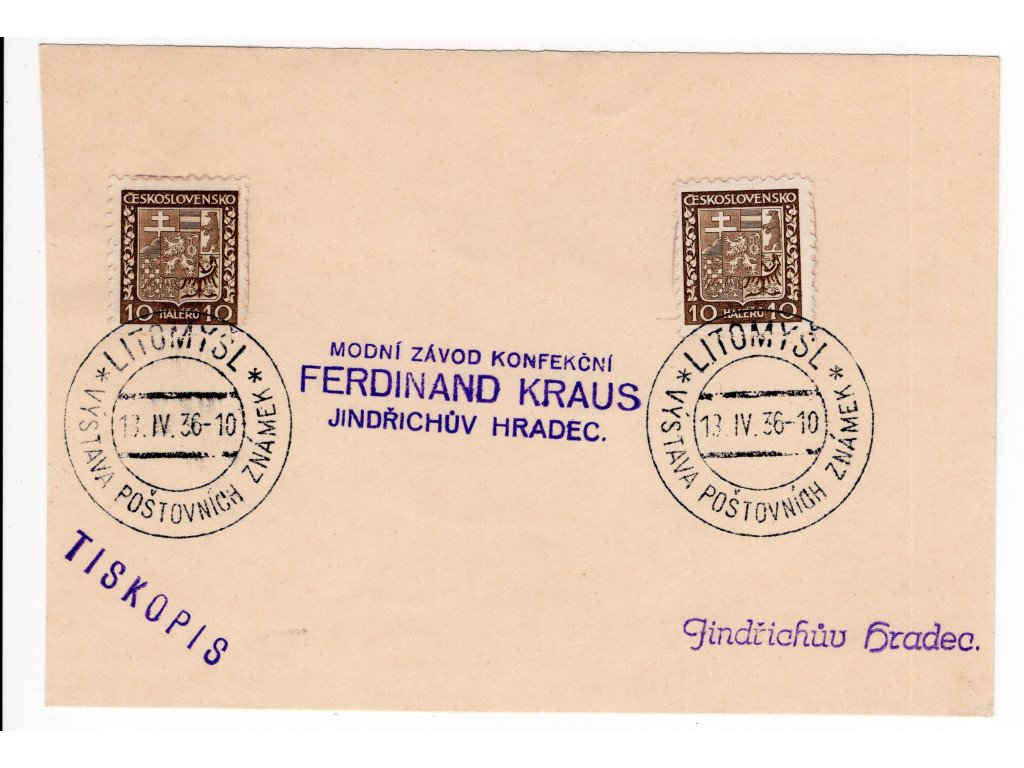 ČESKOSLOVENSKO
10 HALÉŘŮ 10
ČESKOSLOVENSKO
10 HALÉŘŮ 10
* LITOMYŠL *
13. IV. 36-10
VÝSTAVA POŠTOVNÍCH ZNÁMEK
MODNÍ ZÁVOD KONFEKČNÍ
FERDINAND KRAUS
JINDŘICHŮV HRADEC.
* LITOMYŠL *
13. IV. 36-10
VÝSTAVA POŠTOVNÍCH ZNÁMEK
TISKOPIS
Jindřichův Hradec.